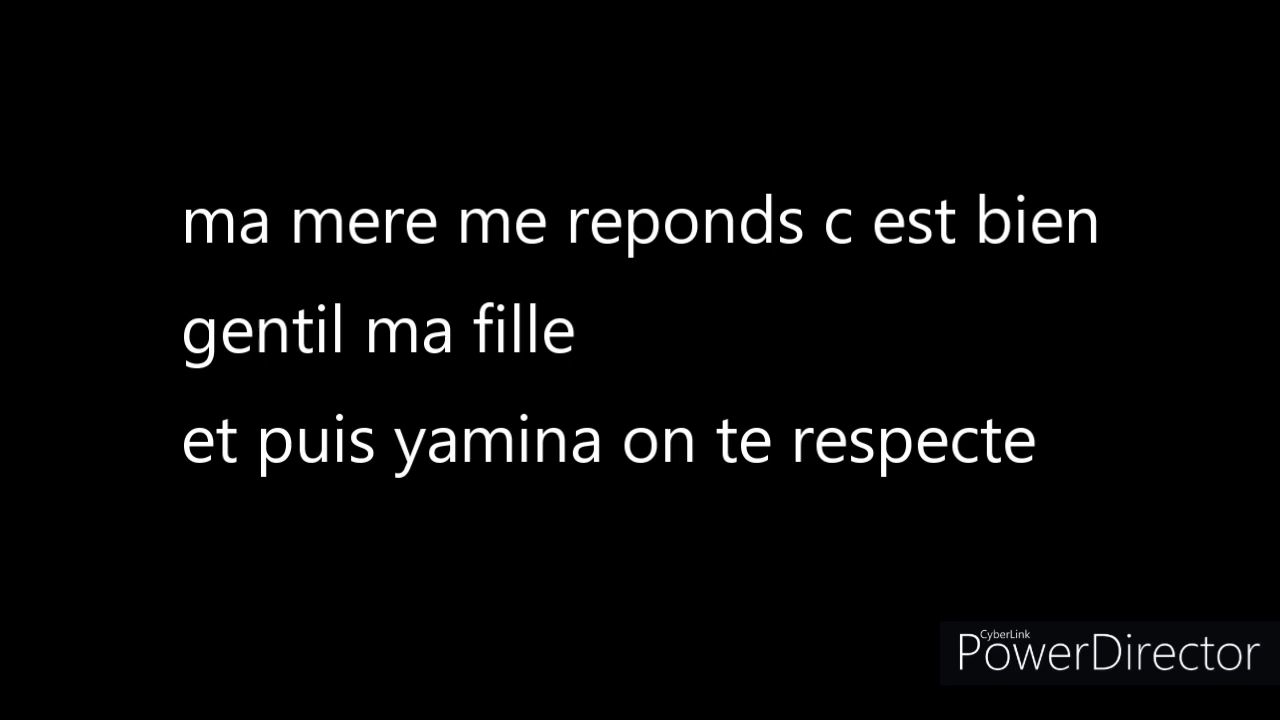 ma mere me reponds c est bien
gentil ma fille
et puis yamina on te respecte
CyberLink
PowerDirector